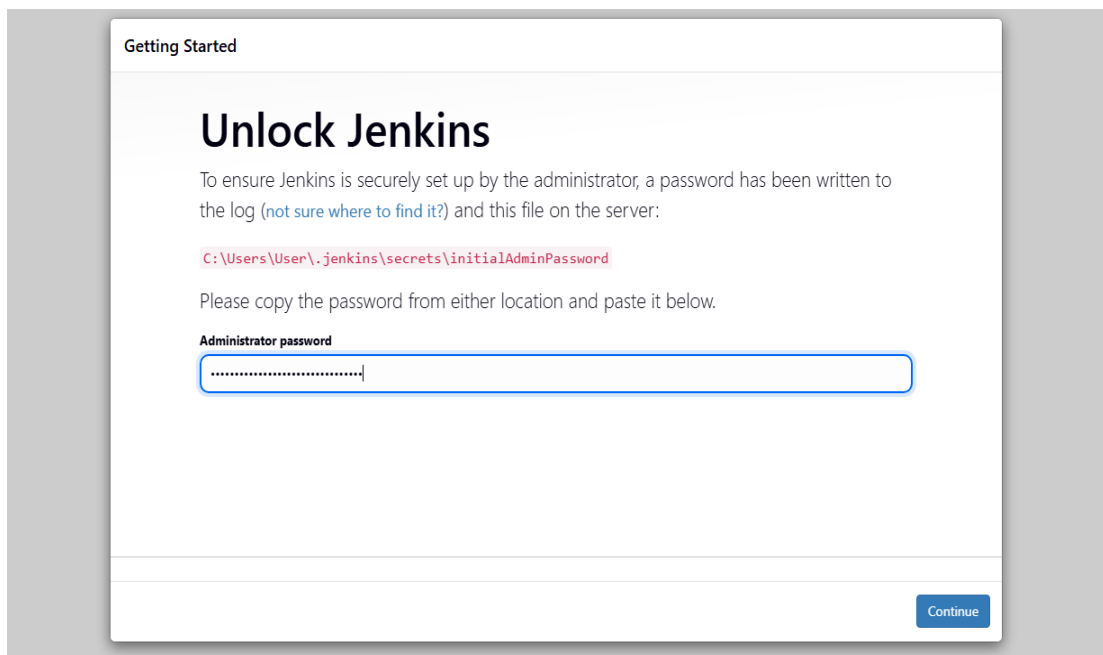 Getting Started
Unlock Jenkins
To ensure Jenkins is securely set up by the administrator, a password has been written to
the log (not sure where to find it?) and this file on the server:
C:\Users\User\.jenkins\secrets\initialAdminPassword
Please copy the password from either location and paste it below.
Administrator password
••••••••••••••••••••••••••••••••
Continue